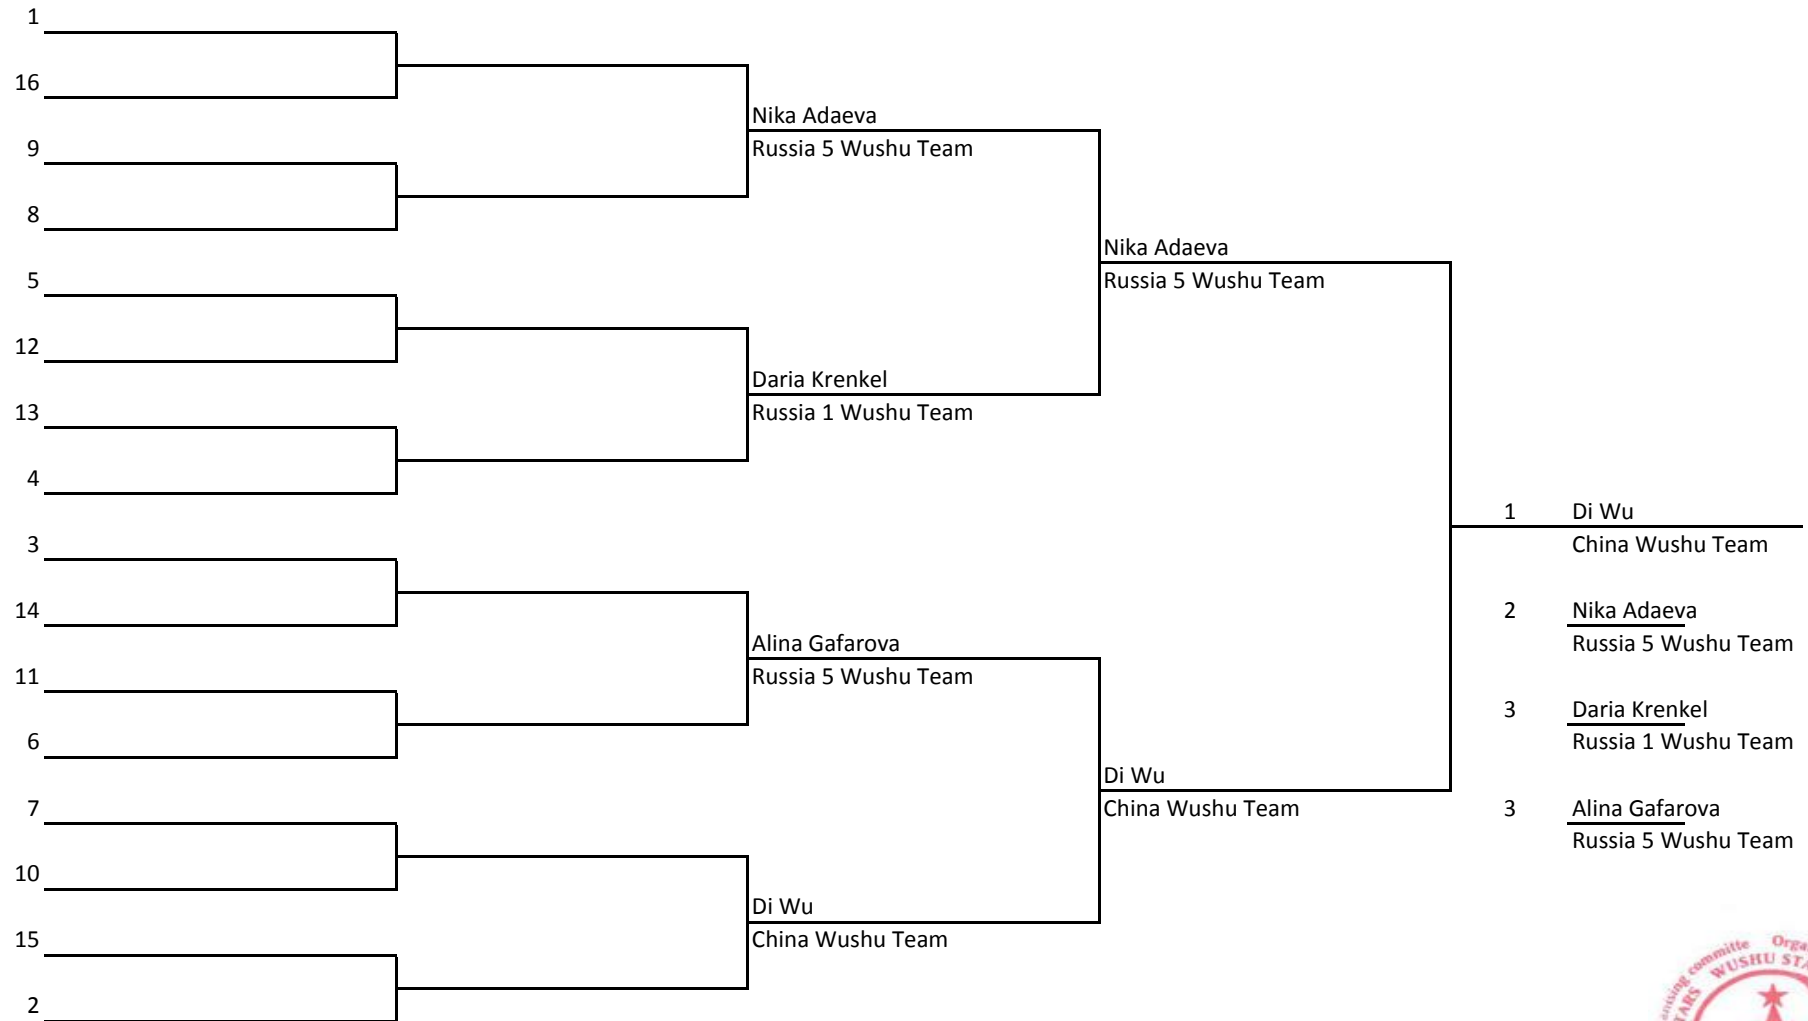 1
16
Nika Adaeva
9
Russia 5 Wushu Team
8
Nika Adaeva
5
Russia 5 Wushu Team
12
Daria Krenkel
13
Russia 1 Wushu Team
4
1 Di Wu
3
China Wushu Team
14
2 Nika Adaeva
Alina Gafarova
Russia 5 Wushu Team
11
Russia 5 Wushu Team
3 Daria Krenkel
6
Russia 1 Wushu Team
Di Wu
7
China Wushu Team
3 Alina Gafarova
Russia 5 Wushu Team
10
Di Wu
15
China Wushu Team
2
committe
WUSHU